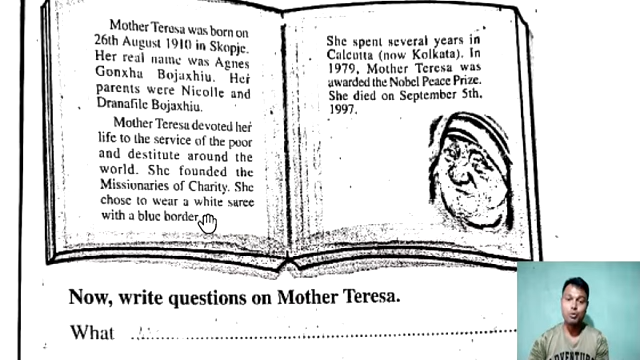 Mother Teresa was born on
26th August 1910 in Skopje.
Her real name was Agnes
Gonxha Bojaxhiu. Her
parents were Nicolle and
Dranafile Bojaxhiu.
Mother Teresa devoted her
life to the service of the poor
and destitute around the
world. She founded the
Missionaries of Charity. She
chose to wear a white saree
with a blue border.
She spent several years in
Calcutta (now Kolkata). In
1979, Mother Teresa was
awarded the Nobel Peace Prize.
She died on September 5th,
1997.
Now, write questions on Mother Teresa.
What
ADVENTURE